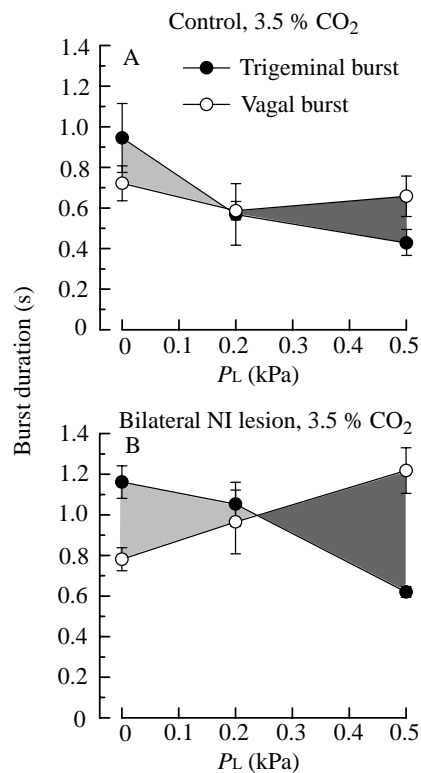 Control, 3.5 % CO2
A
Trigeminal burst
Vagal burst
1.4
1.2
1.0
0.8
0.6
0.4
0.2
0
0 0.1 0.2 0.3 0.4 0.5
PL (kPa)
Burst duration (s)
Bilateral NI lesion, 3.5 % CO2
B
1.4
1.2
1.0
0.8
0.6
0.4
0.2
0
0 0.1 0.2 0.3 0.4 0.5
PL (kPa)